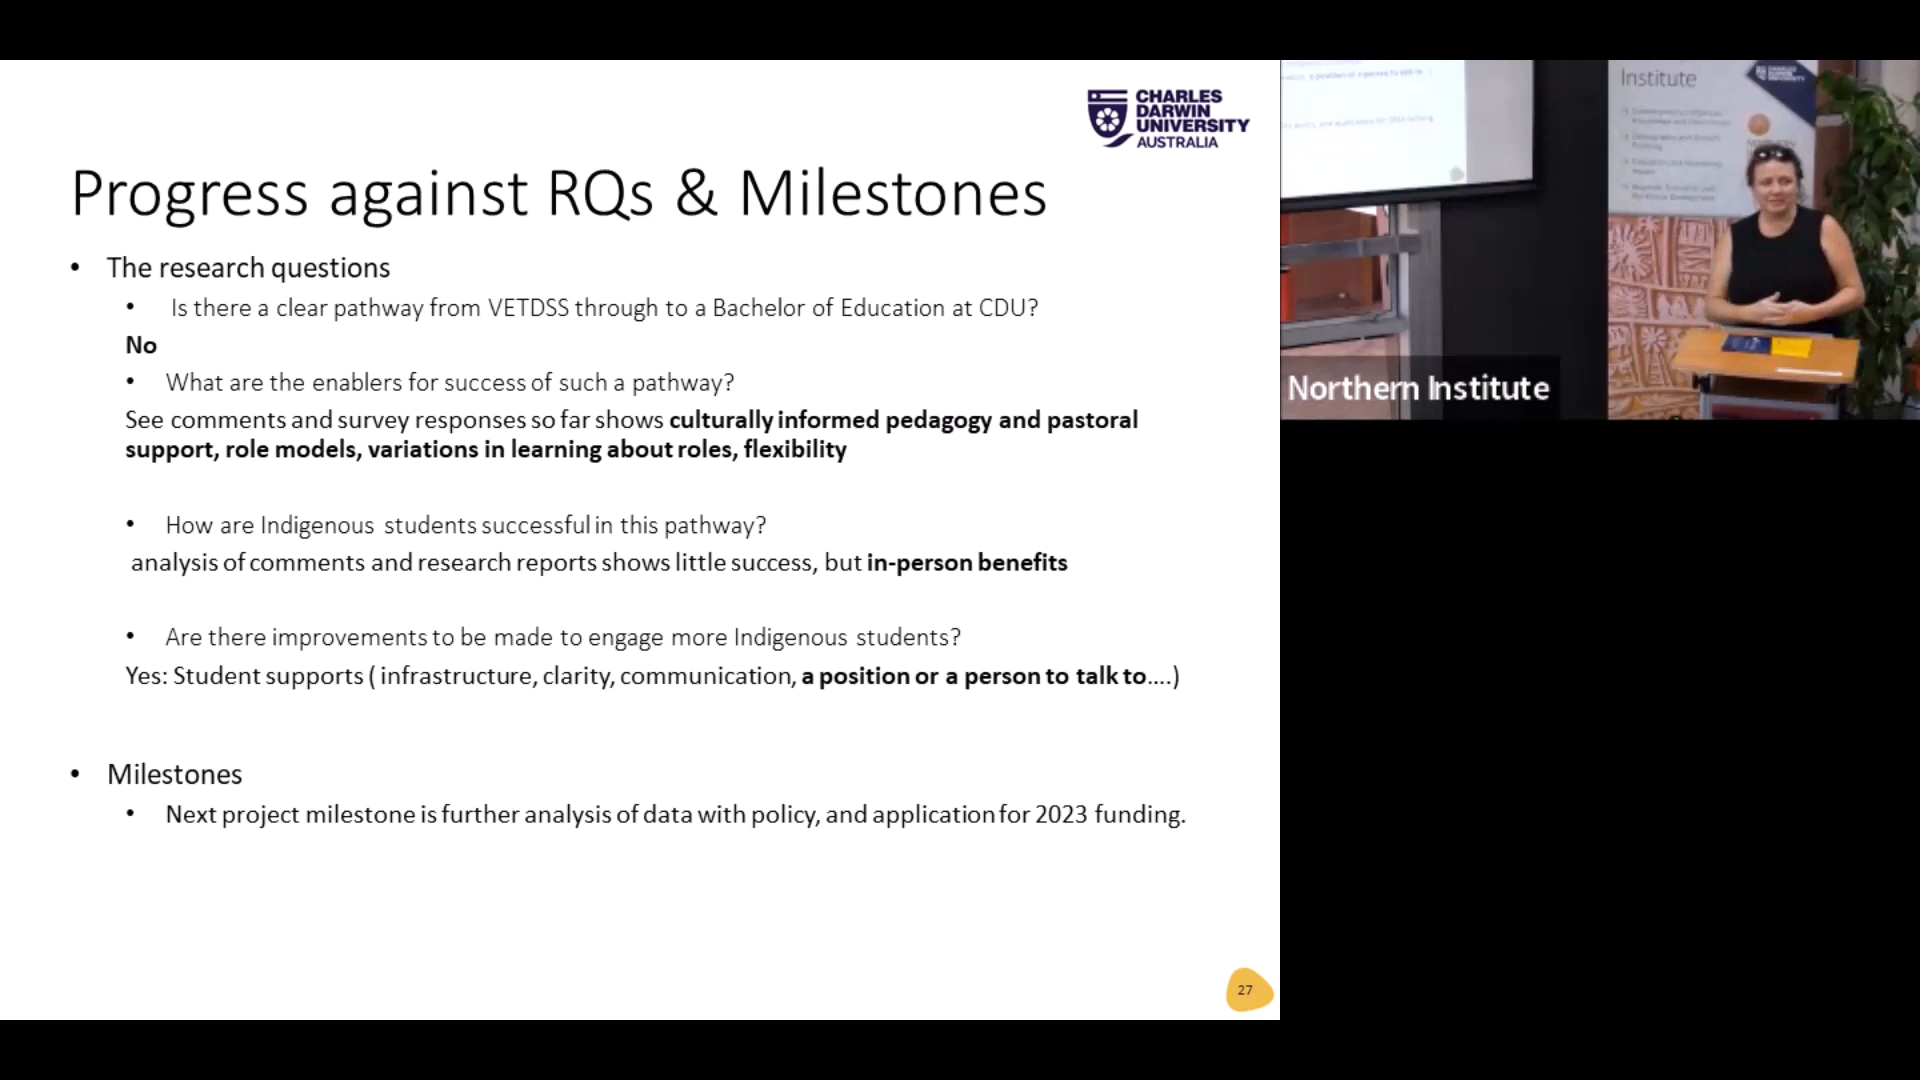 CHARLES
DARWIN
UNIVERSITY
AUSTRALIA
Progress against RQs & Milestones
• The research questions
• Is there a clear pathway from VETDSS through to a Bachelor of Education at CDU?
No
• What are the enablers for success of such a pathway?
See comments and survey responses so far shows culturally informed pedagogy and pastoral
support, role models, variations in learning about roles, flexibility
• How are Indigenous students successful in this pathway?
analysis of comments and research reports shows little success, but in-person benefits
• Are there improvements to be made to engage more Indigenous students?
Yes: Student supports ( infrastructure, clarity, communication, a position or a person to talk to....)
• Milestones
• Next project milestone is further analysis of data with policy, and application for 2023 funding.
27
Institute
Northern Institute